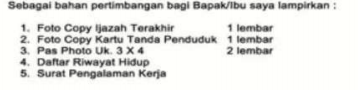 Sebagai bahan pertimbangan bagi Bapak/Ibu saya lampirkan :
1. Foto Copy Ijazah Terakhir 1 lembar
2. Foto Copy Kartu Tanda Penduduk 1 lembar
3. Pas Photo Uk. 3 X 4 2 lembar
4. Daftar Riwayat Hidup
5. Surat Pengalaman Kerja